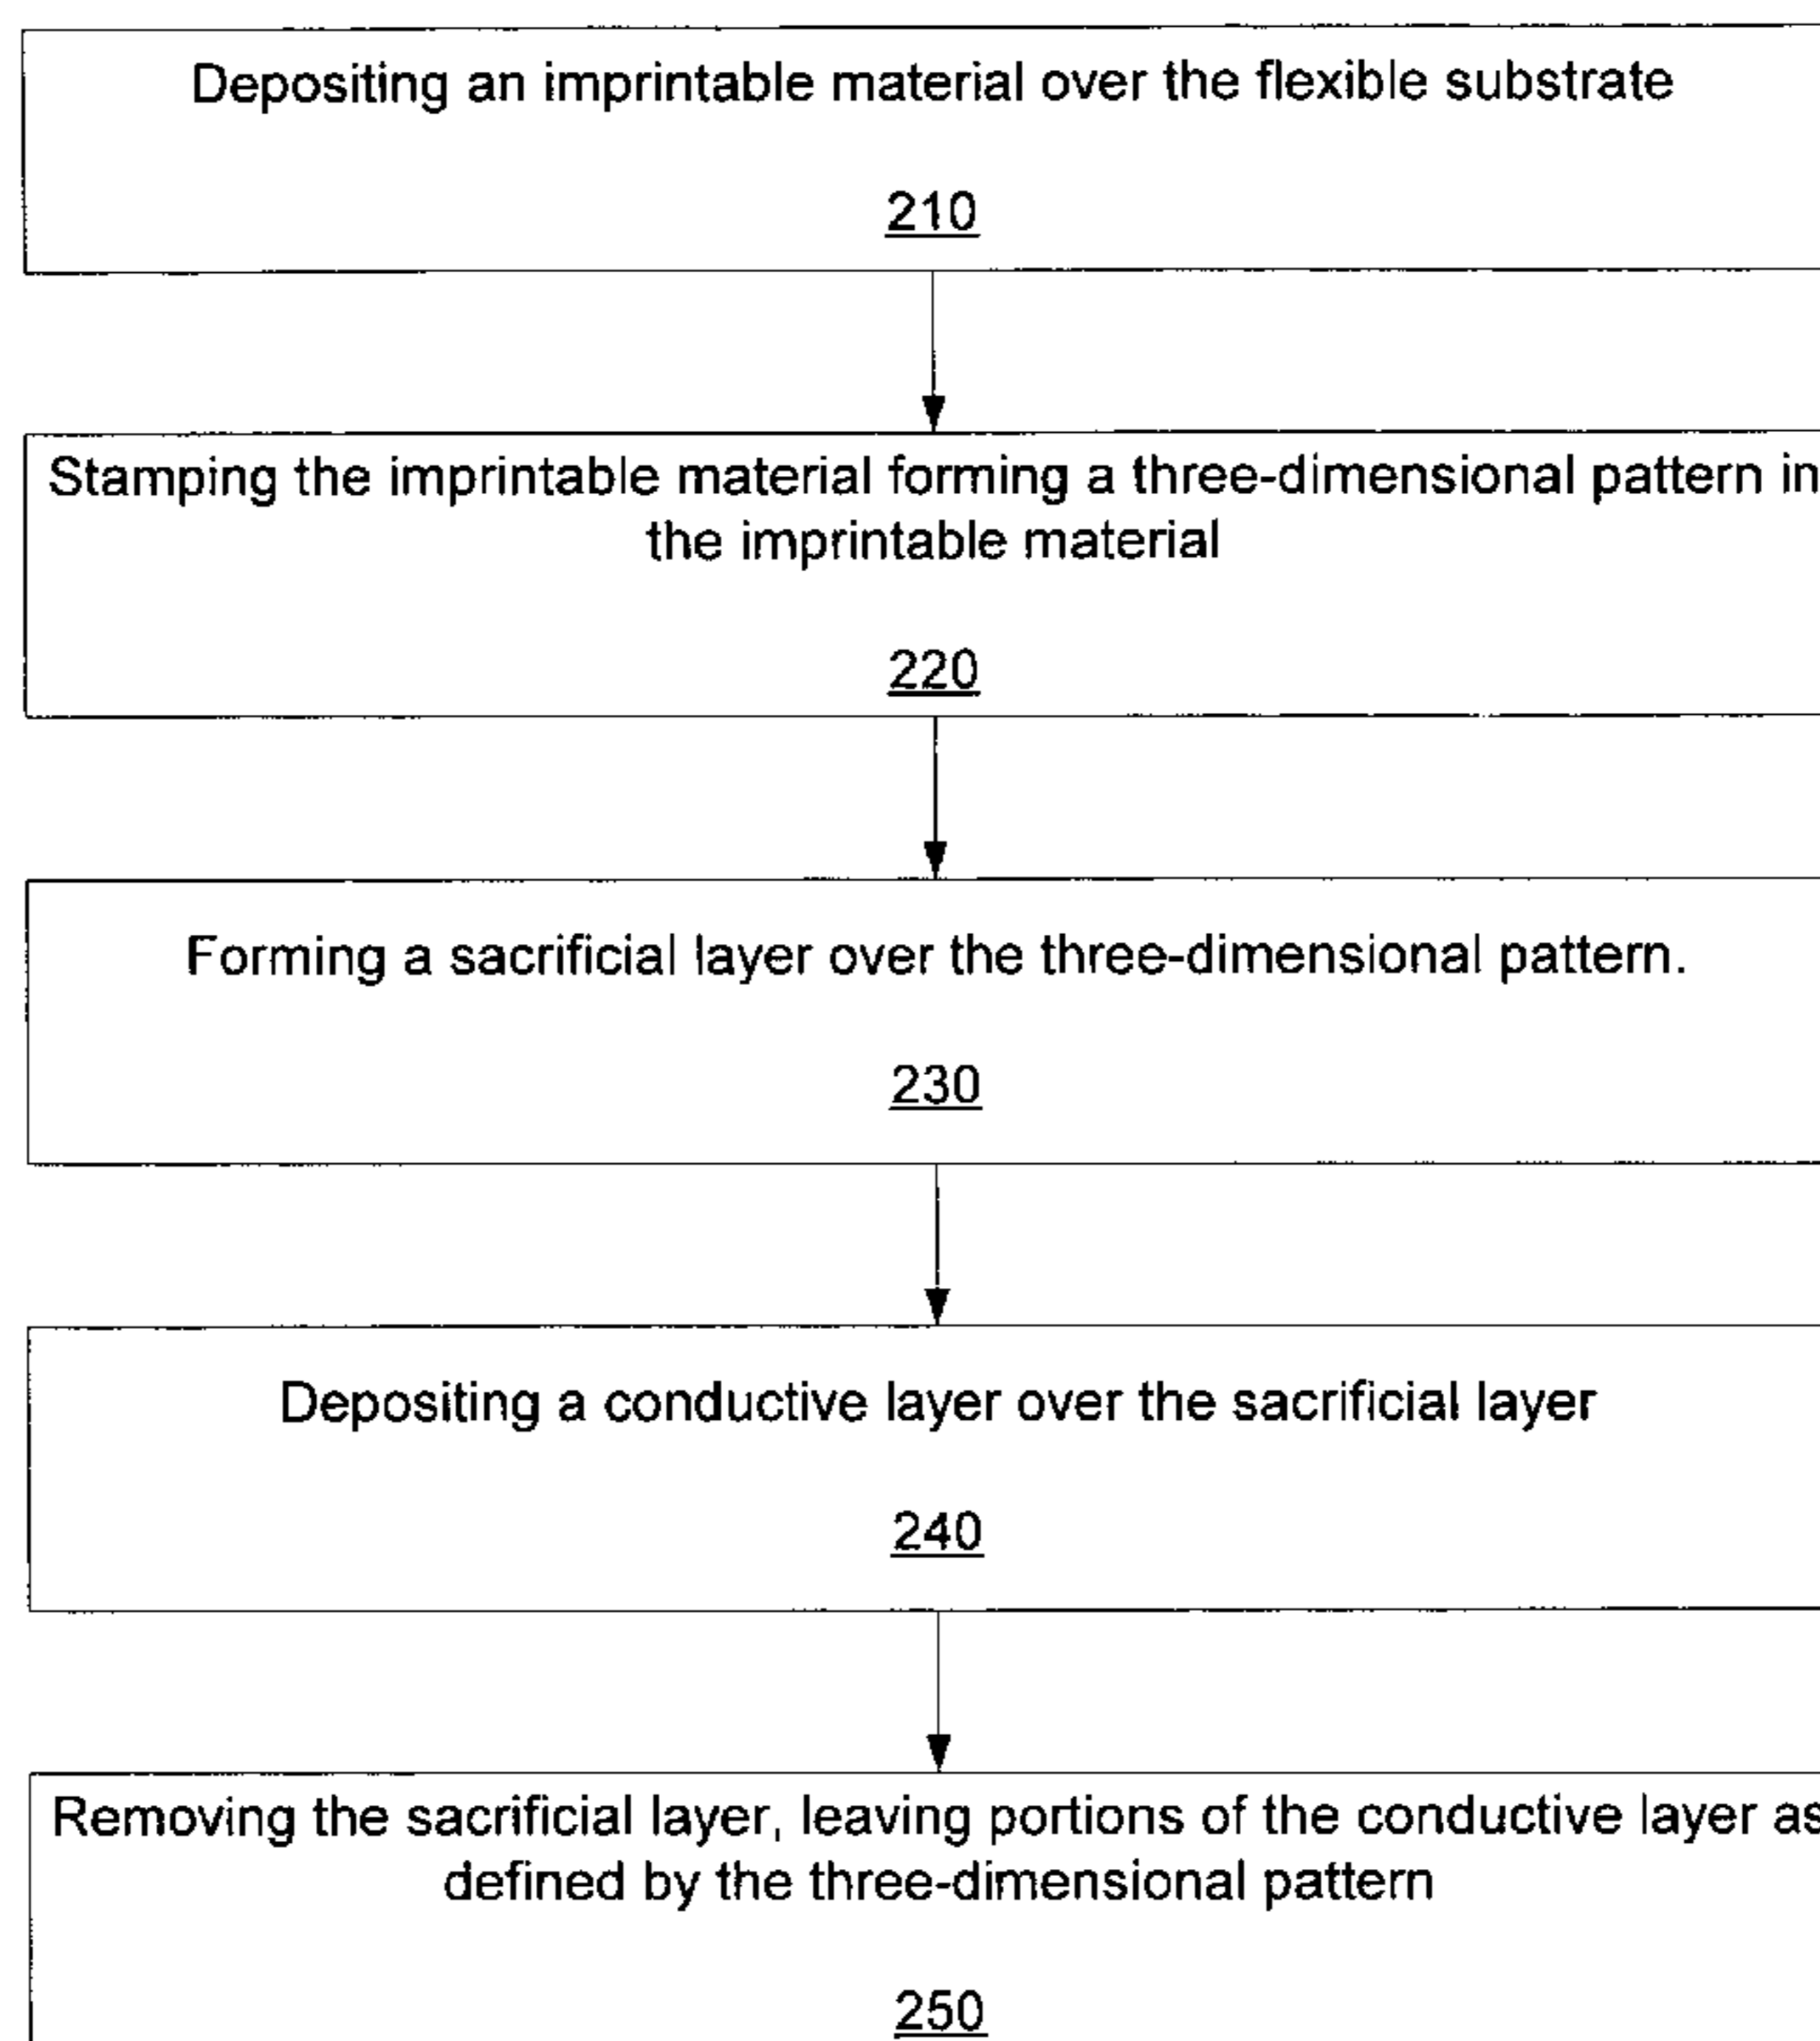 Depositing an imprintable material over the flexible substrate
210
Stamping the imprintable material forming a three-dimensional pattern in
the imprintable material
220
Forming a sacrificial layer over the three-dimensional pattern.
230
Depositing a conductive layer over the sacrificial layer
240
Removing the sacrificial layer, leaving portions of the conductive layer as
defined by the three-dimensional pattern
250